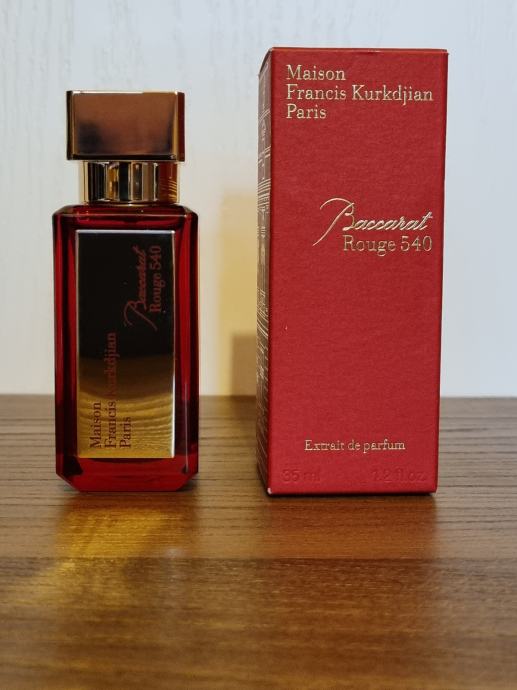 Maison
Francis Kurkdjian
Paris
Baccarat
Rouge 540
Maison
Francis Kurkdjian
Paris
Baccarat
Rouge 540
Extrait de parfum
35 ml 1.2 fl.oz